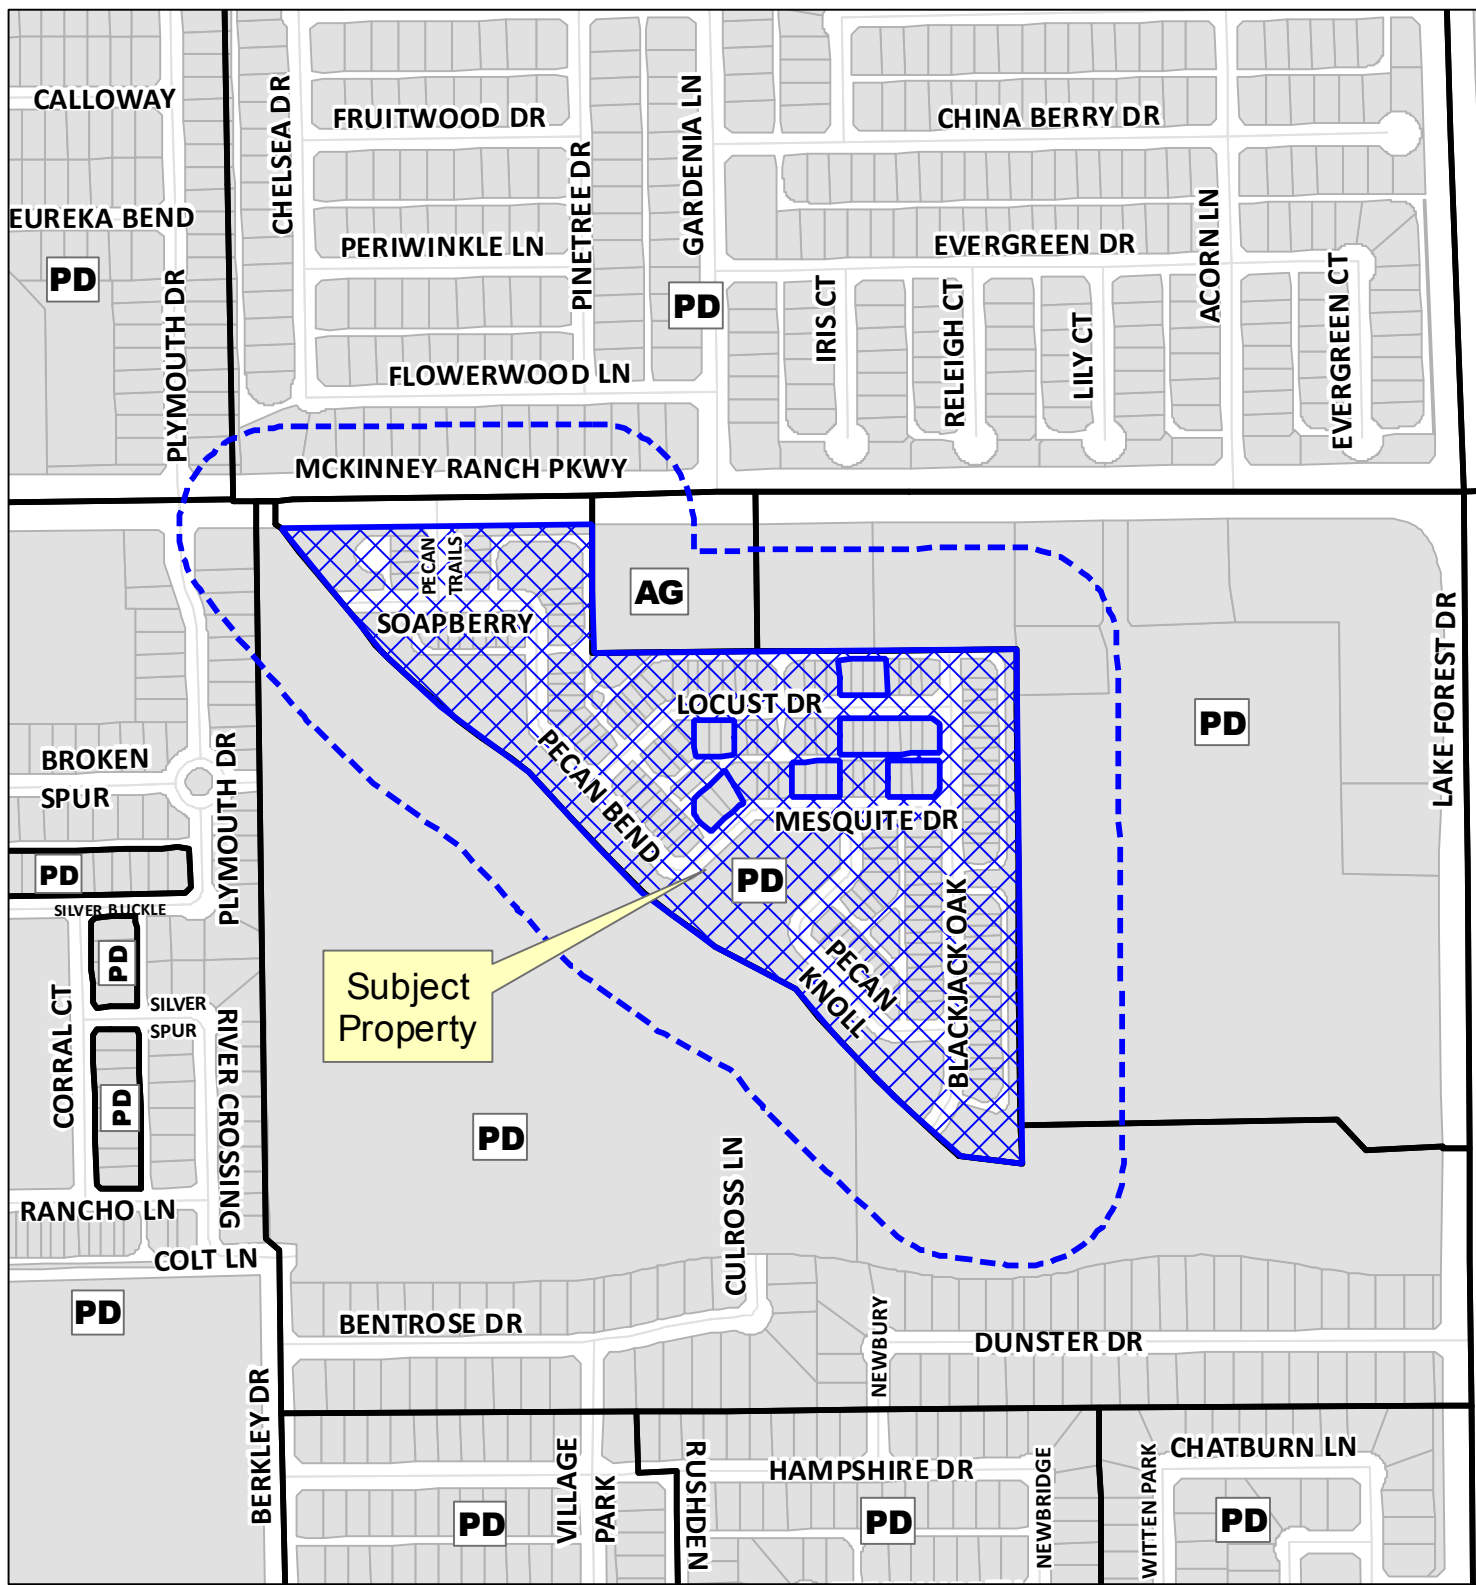 CALLOWAY
CHELSEA DR
FRUITWOOD DR
GARDENIA LN
CHINA BERRY DR
EUREKA BEND
PINETREE DR
PERIWINKLE LN
EVERGREEN DR
ACORN LN
PD
PLYMOUTH DR
PD
IRIS CT
RELEIGH CT
LILY CT
EVERGREEN CT
FLOWERWOOD LN
MCKINNEY RANCH PKWY
PECAN
TRAILS
AG
SOAPBERRY
LAKE FOREST DR
LOCUST DR
PD
BROKEN
SPUR
PLYMOUTH DR
PECAN BEND
MESQUITE DR
PD
PD
SILVER BUCKLE
BLACKJACK OAK
PD
PECAN
KNOLL
Subject
Property
CORRAL CT
SILVER
SPUR
RIVER CROSSING
PD
PD
CULROSS LN
RANCHO LN
COLT LN
PD
BENTROSE DR
NEWBURY
DUNSTER DR
BERKLEY DR
VILLAGE
PARK
RUSHDEN
HAMPSHIRE DR
NEWBRIDGE
WITTEN PARK
CHATBURN LN
PD
PD
PD